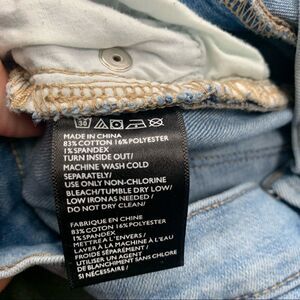 30
MADE IN CHINA
83% COTTON 16% POLYESTER
1% SPANDEX
TURN INSIDE OUT/
MACHINE WASH COLD
SEPARATELY/
USE ONLY NON-CHLORINE
BLEACH/TUMBLE DRY LOW/
LOW IRON AS NEEDED/
DO NOT DRY CLEAN/
FABRIQUE EN CHINE
83% COTON 16% POLYESTER
1% SPANDEX
METTRE À L'ENVERS/
LAVER À LA MACHINE À L'EAU
FROIDE SÉPARÉMENT/
UTILISER UN AGENT
DE BLANCHIMENT SANS CHLORE
SI NÉCESSAIRE/